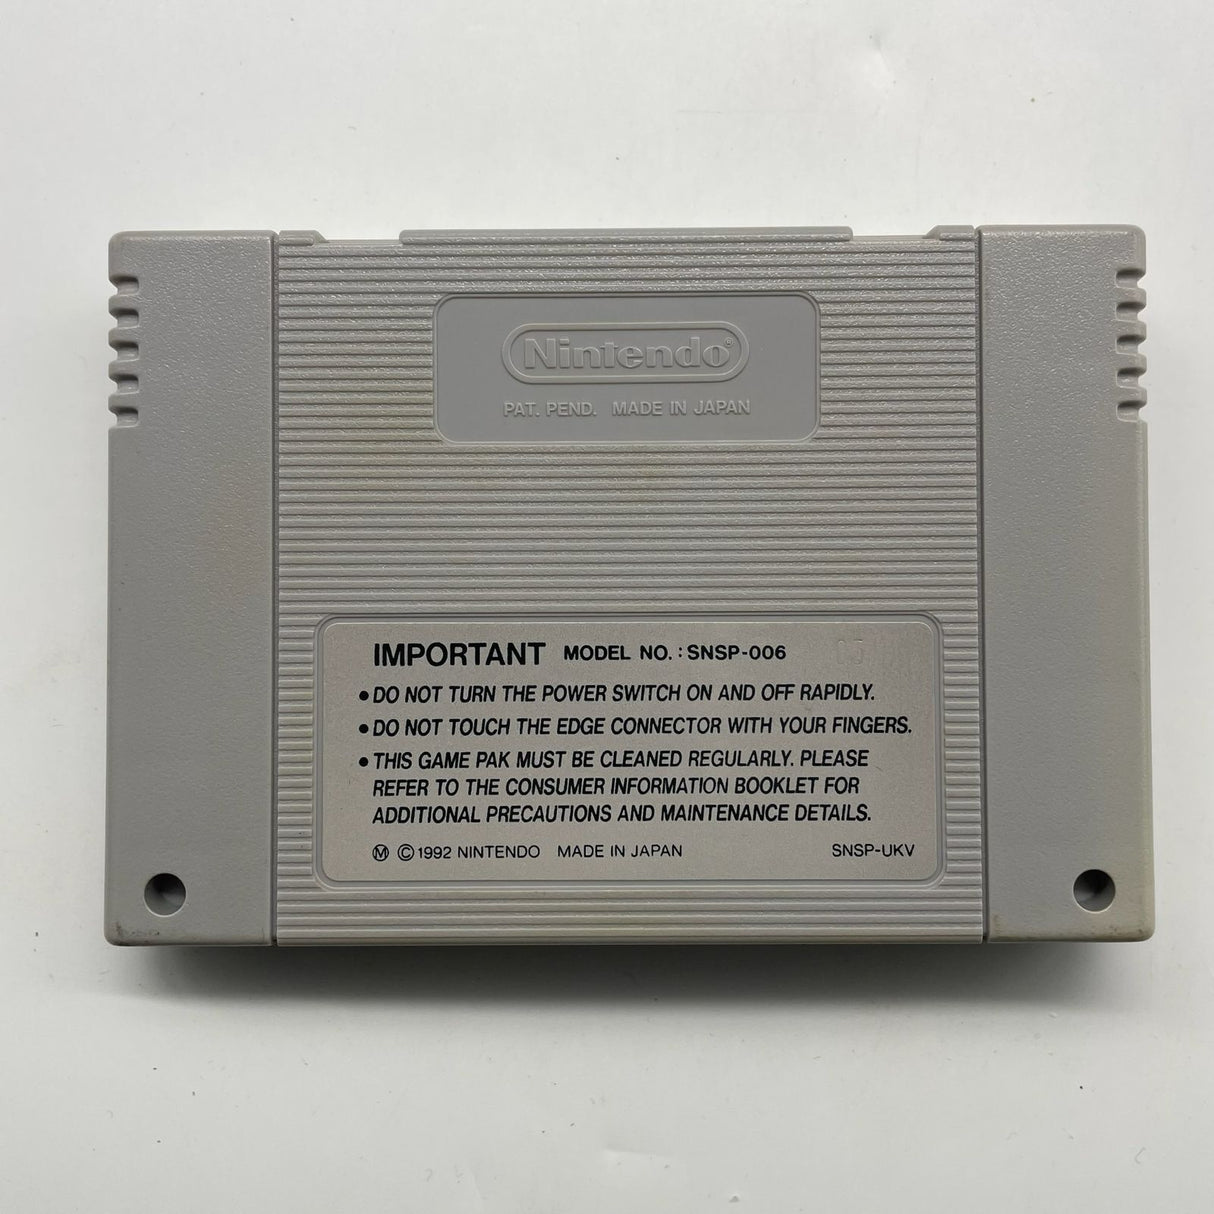 Nintendo®
PAT. PEND. MADE IN JAPAN
IMPORTANT MODEL NO. : SNSP-006
● DO NOT TURN THE POWER SWITCH ON AND OFF RAPIDLY.
● DO NOT TOUCH THE EDGE CONNECTOR WITH YOUR FINGERS.
● THIS GAME PAK MUST BE CLEANED REGULARLY. PLEASE
REFER TO THE CONSUMER INFORMATION BOOKLET FOR
ADDITIONAL PRECAUTIONS AND MAINTENANCE DETAILS.
Ⓜ © 1992 NINTENDO MADE IN JAPAN SNSP-UKV